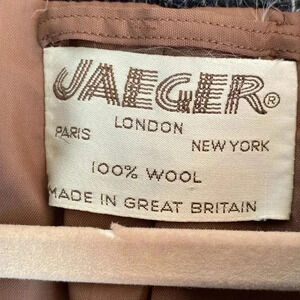 JAEGER®
LONDON
PARIS NEW YORK
100% WOOL
MADE IN GREAT BRITAIN